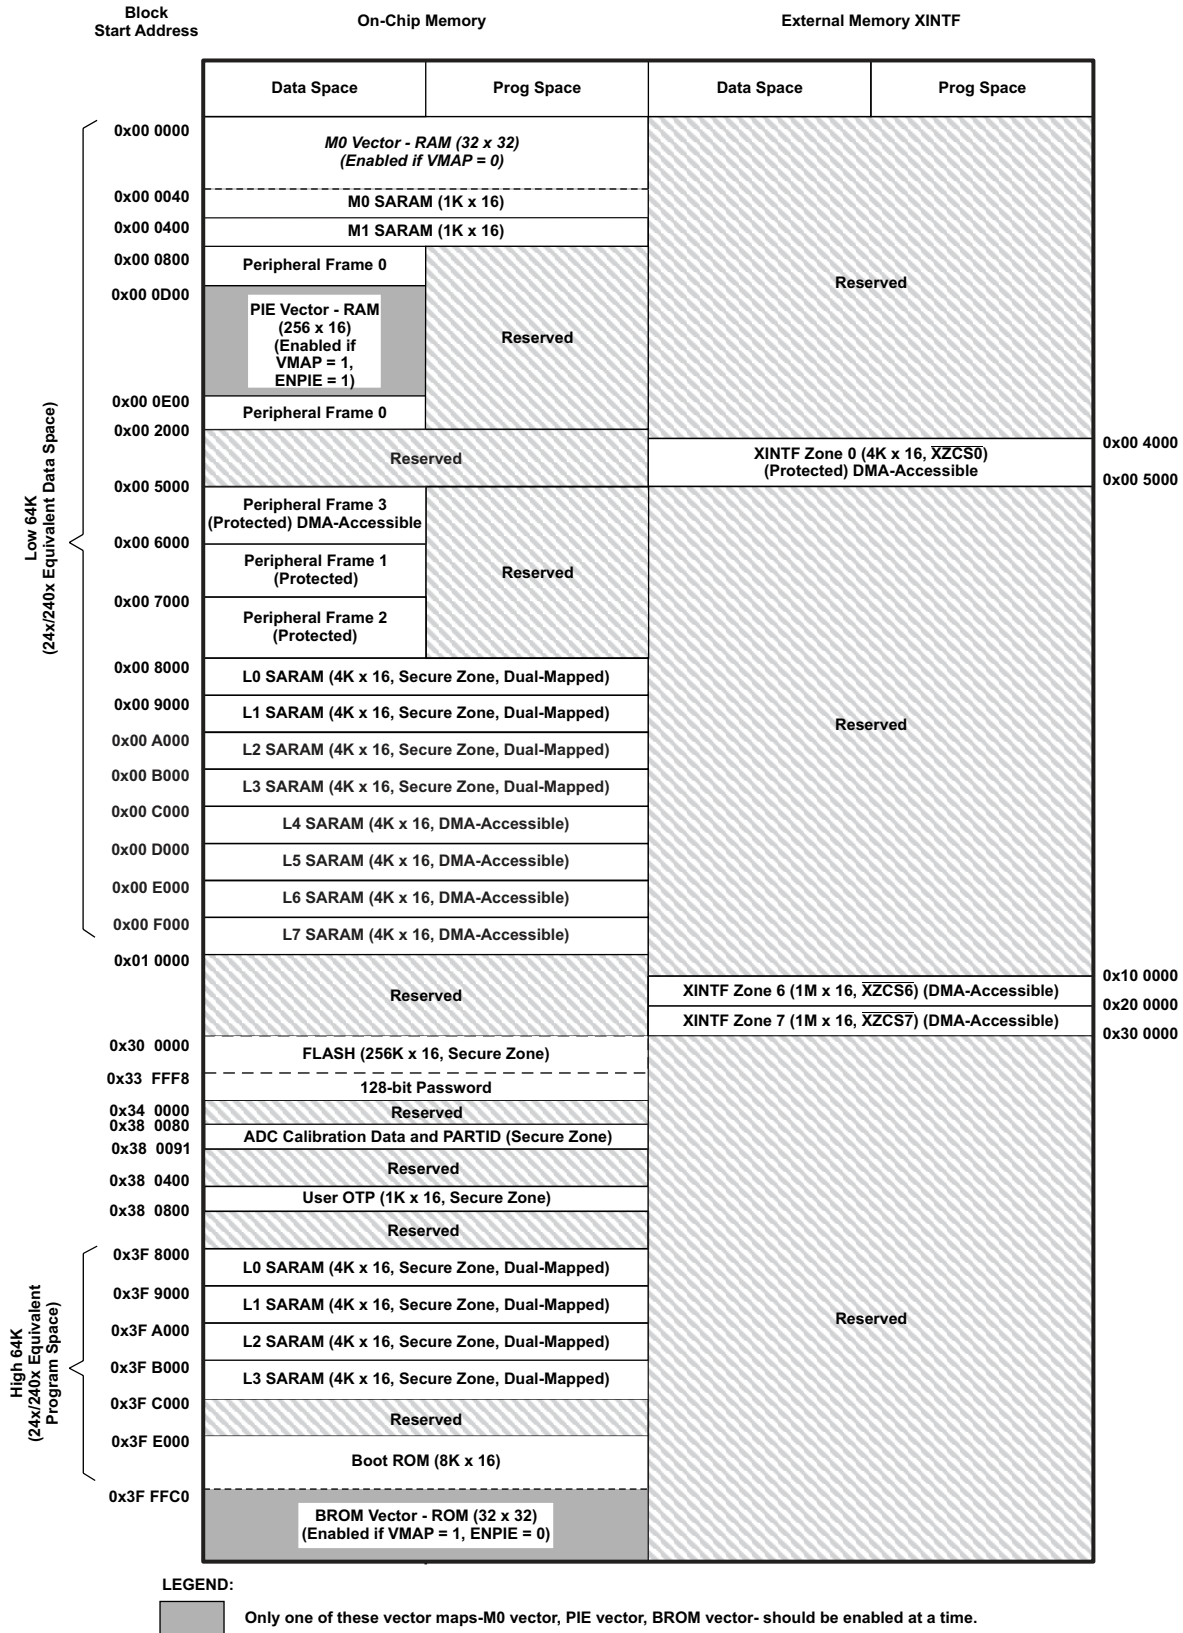 Block
Start Address
On-Chip Memory
External Memory XINTF
Data Space
Prog Space
Data Space
Prog Space
0x00 0000
M0 Vector - RAM (32 x 32)
(Enabled if VMAP = 0)
0x00 0040
M0 SARAM (1K x 16)
0x00 0400
M1 SARAM (1K x 16)
0x00 0800
Peripheral Frame 0
Reserved
0x00 0D00
PIE Vector - RAM
(256 x 16)
(Enabled if
VMAP = 1,
ENPIE = 1)
Reserved
0x00 0E00
Peripheral Frame 0
0x00 2000
Reserved
XINTF Zone 0 (4K x 16, XZCS0)
(Protected) DMA-Accessible
0x00 4000
0x00 5000
Low 64K
(24x/240x Equivalent Data Space)
0x00 5000
Peripheral Frame 3
(Protected) DMA-Accessible
0x00 6000
Peripheral Frame 1
(Protected)
Reserved
0x00 7000
Peripheral Frame 2
(Protected)
0x00 8000
L0 SARAM (4K x 16, Secure Zone, Dual-Mapped)
0x00 9000
L1 SARAM (4K x 16, Secure Zone, Dual-Mapped)
Reserved
0x00 A000
L2 SARAM (4K x 16, Secure Zone, Dual-Mapped)
0x00 B000
L3 SARAM (4K x 16, Secure Zone, Dual-Mapped)
0x00 C000
L4 SARAM (4K x 16, DMA-Accessible)
0x00 D000
L5 SARAM (4K x 16, DMA-Accessible)
0x00 E000
L6 SARAM (4K x 16, DMA-Accessible)
0x00 F000
L7 SARAM (4K x 16, DMA-Accessible)
0x01 0000
Reserved
0x10 0000
XINTF Zone 6 (1M x 16, XZCS6) (DMA-Accessible)
0x20 0000
XINTF Zone 7 (1M x 16, XZCS7) (DMA-Accessible)
0x30 0000
0x30 0000
FLASH (256K x 16, Secure Zone)
0x33 FFF8
128-bit Password
0x34 0000
Reserved
0x38 0080
ADC Calibration Data and PARTID (Secure Zone)
0x38 0091
Reserved
0x38 0400
User OTP (1K x 16, Secure Zone)
0x38 0800
Reserved
High 64K
(24x/240x Equivalent
Program Space)
0x3F 8000
L0 SARAM (4K x 16, Secure Zone, Dual-Mapped)
0x3F 9000
L1 SARAM (4K x 16, Secure Zone, Dual-Mapped)
Reserved
0x3F A000
L2 SARAM (4K x 16, Secure Zone, Dual-Mapped)
0x3F B000
L3 SARAM (4K x 16, Secure Zone, Dual-Mapped)
0x3F C000
Reserved
0x3F E000
Boot ROM (8K x 16)
0x3F FFC0
BROM Vector - ROM (32 x 32)
(Enabled if VMAP = 1, ENPIE = 0)
LEGEND:
Only one of these vector maps-M0 vector, PIE vector, BROM vector- should be enabled at a time.